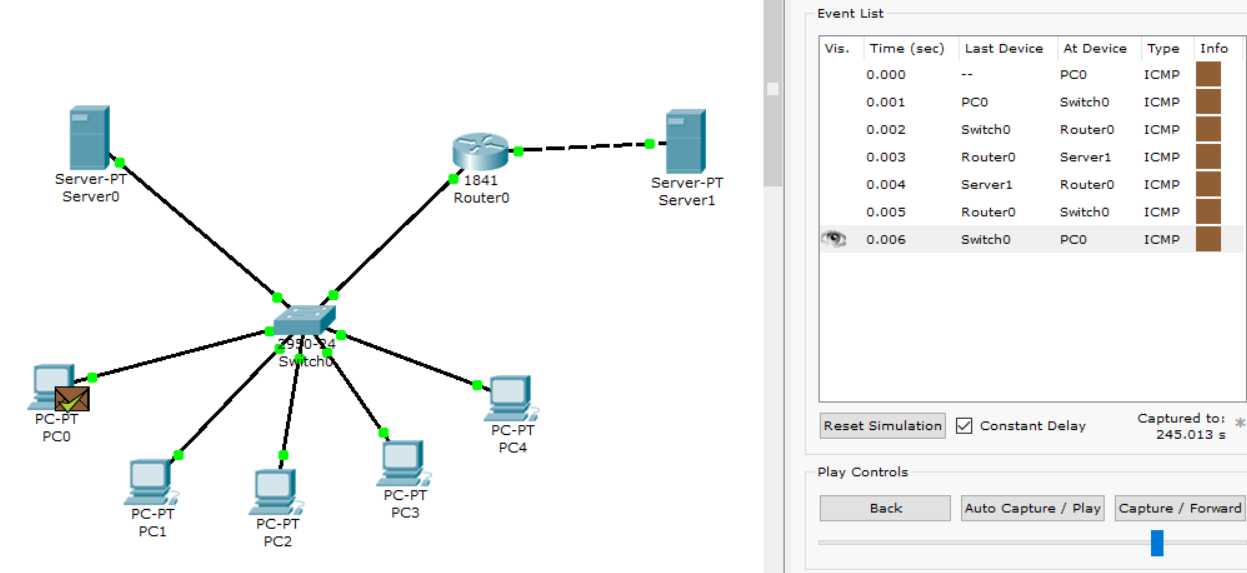 Server-PT
Server0
1841
Router0
Server-PT
Server1
2950-24
Switch0
PC-PT
PC0
PC-PT
PC1
PC-PT
PC2
PC-PT
PC3
PC-PT
PC4
Event List
Vis. Time (sec) Last Device At Device Type Info
0.000 -- PC0 ICMP
0.001 PC0 Switch0 ICMP
0.002 Switch0 Router0 ICMP
0.003 Router0 Server1 ICMP
0.004 Server1 Router0 ICMP
0.005 Router0 Switch0 ICMP
0.006 Switch0 PC0 ICMP
Reset Simulation Constant Delay Captured to: *
245.013 s
Play Controls
Back Auto Capture / Play Capture / Forward